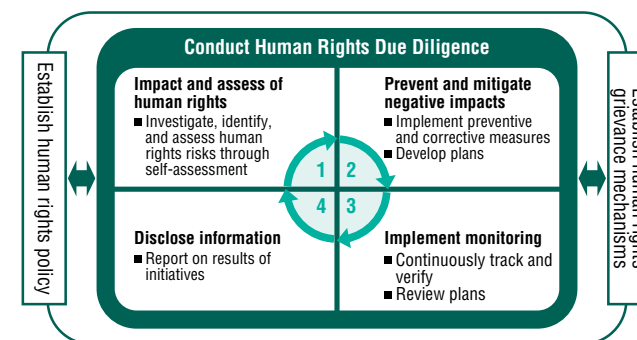 Conduct Human Rights Due Diligence
Establish human rights policy
Impact and assess of
human rights
■ Investigate, identify,
and assess human
rights risks through
self-assessment
Prevent and mitigate
negative impacts
■ Implement preventive
and corrective measures
■ Develop plans
1
2
4
3
Disclose information
■ Report on results of
initiatives
Implement monitoring
■ Continuously track and
verify
■ Review plans
Establish human rights
grievance mechanisms